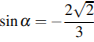 sin α = −2√2/3